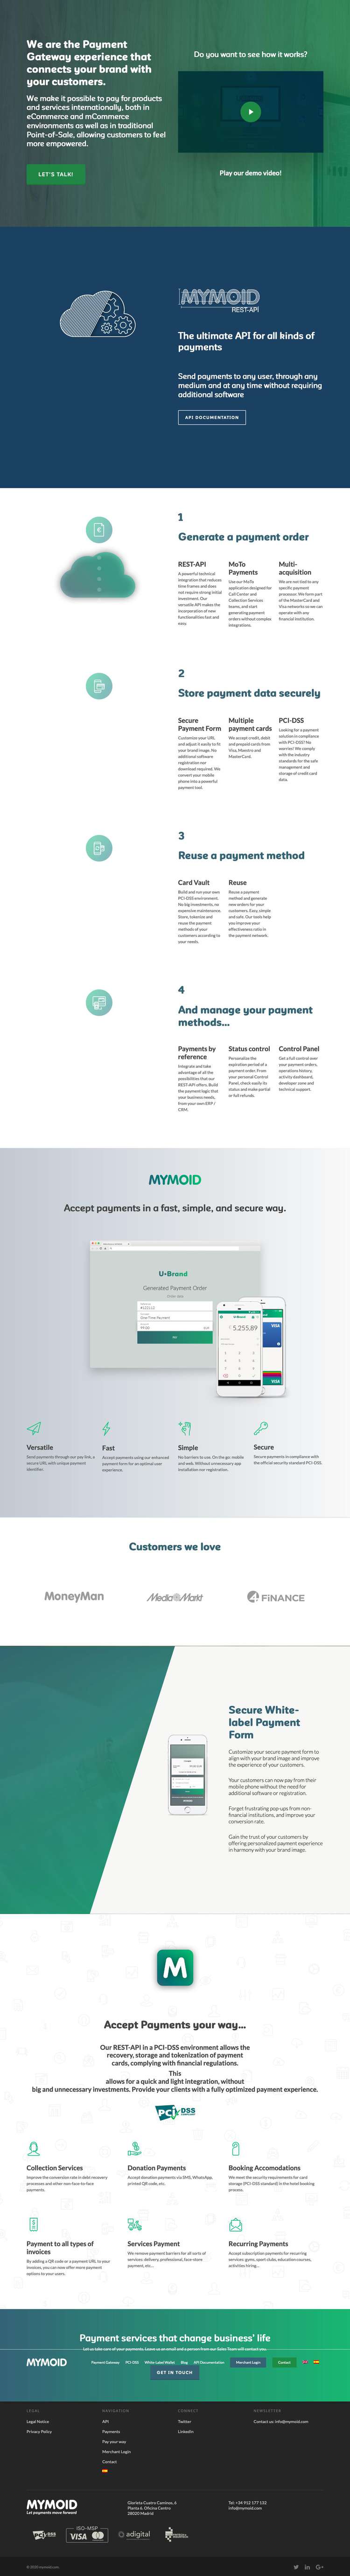 We are the Payment
Gateway experience that
connects your brand with
your customers.
We make it possible to pay for products
and services internationally, both in
eCommerce and mCommerce
environments as well as in traditional
Point-of-Sale, allowing customers to feel
more empowered.
LET'S TALK!
Do you want to see how it works?
Play our demo video!
MYMOID
REST-API
The ultimate API for all kinds of
payments
Send payments to any user, through any
medium and at any time without requiring
additional software
API DOCUMENTATION
1
Generate a payment order
REST-API
A powerful technical
integration that reduces
time frames and does
not require strong initial
investment. Our
versatile API makes the
incorporation of new
functionalities fast and
easy.
MoTo
Payments
Use our MoTo
application designed for
Call Center and
Collection Services
teams, and start
generating payment
orders without complex
integrations.
Multi-
acquisition
We are not tied to any
specific payment
processor. We form part
of the MasterCard and
Visa networks so we can
operate with any
financial institution.
2
Store payment data securely
Secure
Payment Form
Customize your URL
and adjust it easily to fit
your brand image. No
additional software
registration nor
download required. We
convert your mobile
phone into a powerful
payment tool.
Multiple
payment cards
We accept credit, debit
and prepaid cards from
Visa, Maestro and
MasterCard.
PCI-DSS
Looking for a payment
solution in compliance
with PCI-DSS? No
worries! We comply
with the industry
standards for the safe
management and
storage of credit card
data.
3
Reuse a payment method
Card Vault
Build and run your own
PCI-DSS environment.
No big investments, no
expensive maintenance.
Store, tokenize and
reuse the payment
methods of your
customers according to
your needs.
Reuse
Reuse a payment
method and generate
new orders for your
customers. Easy, simple
and safe. Our tools help
you improve your
effectiveness ratio in
the payment network.
4
And manage your payment
methods...
Payments by
reference
Integrate and take
advantage of all the
possibilities that our
REST-API offers. Build
the payment logic that
your business needs,
from your own ERP /
CRM.
Status control
Personalise the
expiration period of a
payment order. From
your personal Control
Panel, check easily its
status and make partial
or full refunds.
Control Panel
Get a full control over
your payment orders,
operations history,
activity dashboard,
developer zone and
technical support.
MYMOID
Accept payments in a fast, simple, and secure way.
U·Brand
Generated Payment Order
5.255,89
VISA
VISA
Versatile
Send payments through our pay link, a
secure URL with unique payment
identifier.
Fast
Accept payments using our enhanced
payment form for an optimal user
experience.
Simple
No barriers to use. On the go: mobile
and web. Without unnecessary app
installation nor registration.
Secure
Secure payments in compliance with
the official security standard PCI-DSS.
Customers we love
MoneyMan
Media Markt
4FINANCE
Secure White-
label Payment
Form
Customize your secure payment form to
align with your brand image and improve
the experience of your customers.
Your customers can now pay from their
mobile phone without the need for
additional software or registration.
Forget frustrating pop-ups from non-
financial institutions, and improve your
conversion rate.
Gain the trust of your customers by
offering personalized payment experience
in harmony with your brand image.
M
Accept Payments your way...
Our REST-API in a PCI-DSS environment allows the
recovery, storage and tokenization of payment
cards, complying with financial regulations.
This
allows for a quick and light integration, without
big and unnecessary investments. Provide your clients with a fully optimized payment experience.
PCI DSS
Collection Services
Improve the conversion rate in debt recovery
processes and other non-face-to-face
payments.
Donation Payments
Accept donation payments via SMS, WhatsApp,
printed QR code, etc.
Booking Accomodations
We meet the security requirements for card
storage (PCI-DSS standard) in the hotel booking
process.
Payment to all types of
invoices
By adding a QR code or a payment URL to your
invoices, you can now offer more payment
options to your users.
Services Payment
We remove payment barriers for all sorts of
services: delivery, professional, face-store
payment, etc...
Recurring Payments
Accept subscription payments for recurring
services: gyms, sport clubs, education courses,
activities hiring...
Payment services that change business' life
Let us take care of your payments. Leave us an email and a person from our Sales Team will contact you.
MYMOID
Payment Gateway
PCI-DSS
White Label Wallet
Blog
API Documentation
Merchant Login
Contact
GET IN TOUCH
LEGAL
Legal Notice
Privacy Policy
NAVIGATION
API
Payments
Pay your way
Merchant Login
Contact
CONNECT
Twitter
Linkedin
NEWSLETTER
Contact us: info@mymoid.com
MYMOID
Let payments move forward
Glorieta Cuatro Caminos, 6
Planta 6. Oficina Centro
28020 Madrid
Tel: +34 912 177 132
info@mymoid.com
DSS
ISO-MSP
VISA
adigital
© 2020 mymoid.com